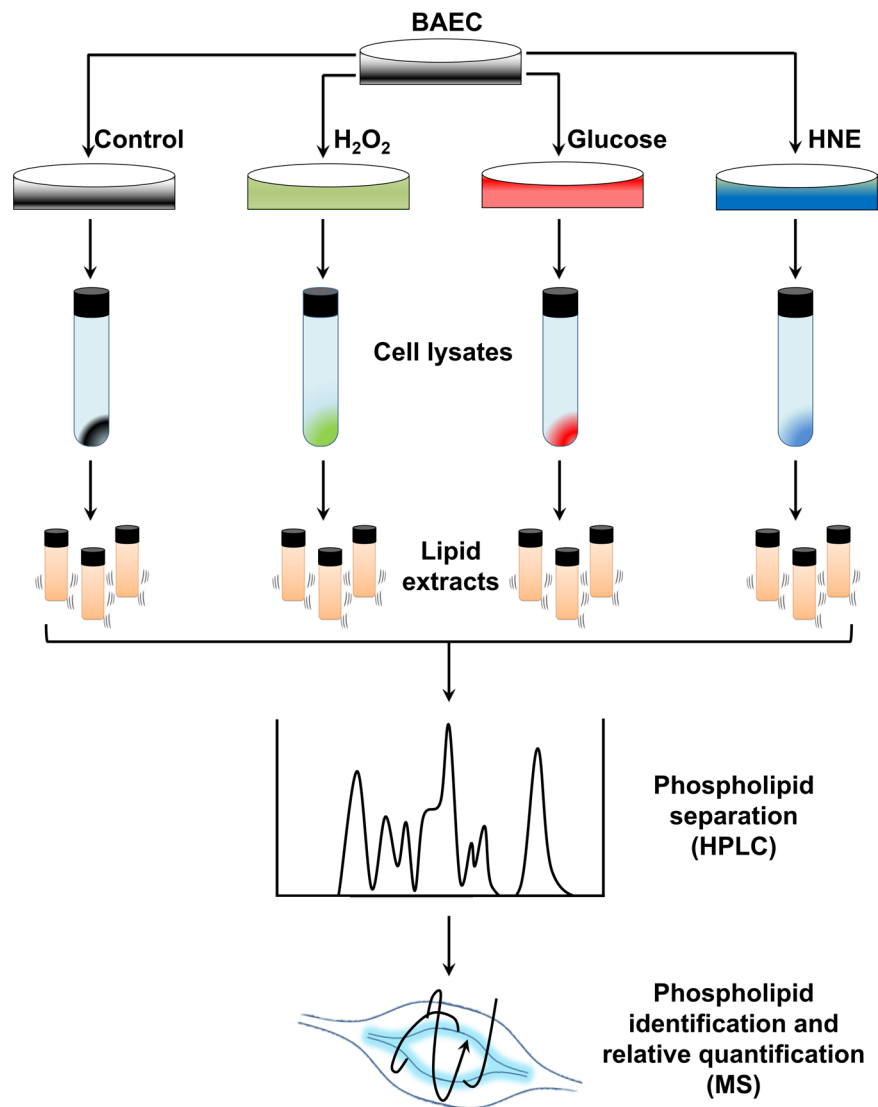 BAEC
Control
H₂O₂
Glucose
HNE
Cell lysates
Lipid
extracts
Phospholipid
separation
(HPLC)
Phospholipid
identification and
relative quantification
(MS)